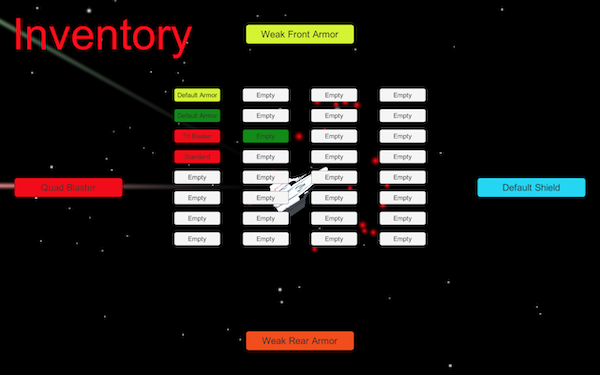 Inventory
Weak Front Armor
Default Armor Empty Empty Empty
Default Armor Empty Empty Empty
Blaster Empty Empty Empty
Standard Empty Empty Empty
Empty Empty Empty Empty
Quad Blaster
Default Shield
Empty Empty Empty Empty
Empty Empty Empty Empty
Empty Empty Empty Empty
Weak Rear Armor